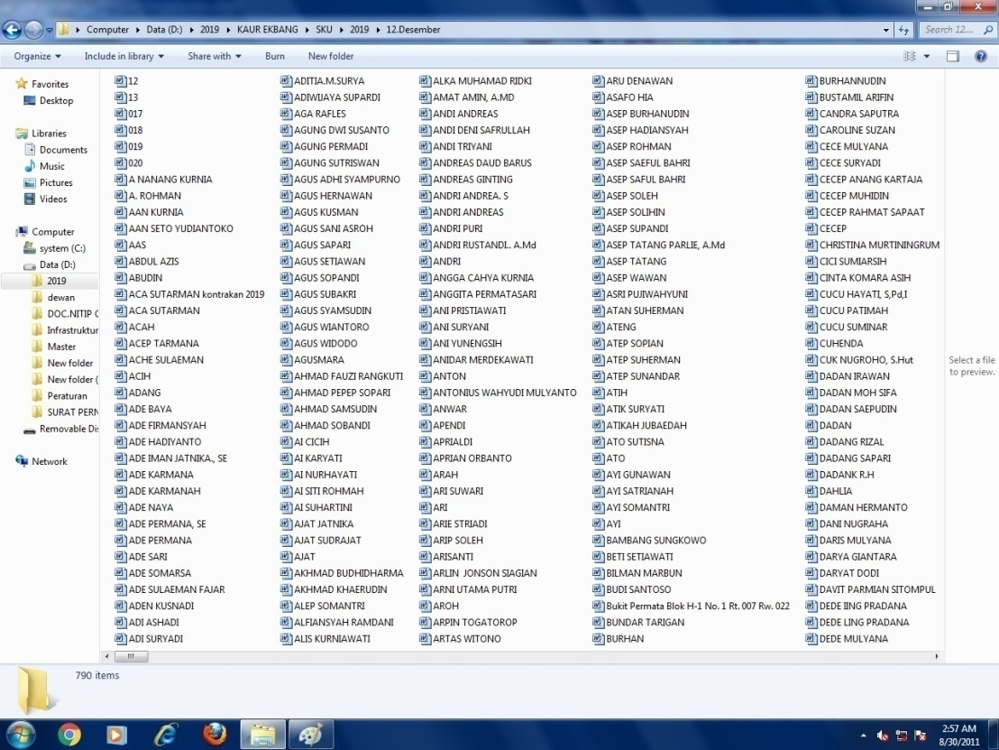 Computer Data (D:) 2019 KAUR EKBANG SKU 2019 12.Desember
Search 12....
Organize Include in library Share with Burn New folder
Favorites
Desktop
Libraries
Documents
Music
Pictures
Videos
Computer
system (C:)
Data (D:)
2019
dewan
DOC.NITIP
Infrastruktur
Master
New folder
New folder (
Peraturan
SURAT PERN
Removable Dis
Network
12
13
017
018
019
020
A NANANG KURNIA
A. ROHMAN
AAN KURNIA
AAN SETO YUDIANTOKO
AAS
ABDUL AZIS
ABUDIN
ACA SUTARMAN kontrakan 2019
ACA SUTARMAN
ACAH
ACEP TARMANA
ACHE SULAEMAN
ACIH
ADANG
ADE BAYA
ADE FIRMANSYAH
ADE HADIYANTO
ADE IMAN JATNIKA., SE
ADE KARMANA
ADE KARMANAH
ADE NAYA
ADE PERMANA, SE
ADE PERMANA
ADE SARI
ADE SOMARSA
ADE SULAEMAN FAJAR
ADEN KUSNADI
ADI ASHADI
ADI SURYADI
ADITIA.M.SURYA
ADIWIJAYA SUPARDI
AGA RAFLES
AGUNG DWI SUSANTO
AGUNG PERMADI
AGUNG SUTRISWAN
AGUS ADHI SYAMPURNO
AGUS HERNAWAN
AGUS KUSMAN
AGUS SANI ASROH
AGUS SAPARI
AGUS SETIAWAN
AGUS SOPANDI
AGUS SUBAKRI
AGUS SYAMSUDIN
AGUS WIANTORO
AGUS WIDODO
AGUSMARA
AHMAD FAUZI RANGKUTI
AHMAD PEPEP SOPARI
AHMAD SAMSUDIN
AHMAD SOBANDI
AI CICIH
AI KARYATI
AI NURHAYATI
AI SITI ROHMAH
AI SUHARTINI
AJAT JATNIKA
AJAT SUDRAJAT
AJAT
AKHMAD BUDHIDHARMA
AKHMAD KHAERUDIN
ALEP SOMANTRI
ALFIANSYAH RAMDANI
ALIS KURNIAWATI
ALKA MUHAMAD RIDKI
AMAT AMIN, A.MD
ANDI ANDREAS
ANDI DENI SAFRULLAH
ANDI TRIYANI
ANDREAS DAUD BARUS
ANDREAS GINTING
ANDRI ANDREA. S
ANDRI ANDREAS
ANDRI PURI
ANDRI RUSTANDI.. A.Md
ANDRI
ANGGA CAHYA KURNIA
ANGGITA PERMATASARI
ANI PRISTIAWATI
ANI SURYANI
ANI YUNENGSIH
ANIDAR MERDEKAWATI
ANTON
ANTONIUS WAHYUDI MULYANTO
ANWAR
APENDI
APRIALDI
APRIAN ORBANTO
ARAH
ARI SUWARI
ARI
ARIE STRIADI
ARIP SOLEH
ARISANTI
ARLIN  JONSON SIAGIAN
ARNI UTAMA PUTRI
AROH
ARPIN TOGATOROP
ARTAS WITONO
ARU DENAWAN
ASAFO HIA
ASEP BURHANUDIN
ASEP HADIANSYAH
ASEP ROHMAN
ASEP SAEFUL BAHRI
ASEP SAFUL BAHRI
ASEP SOLEH
ASEP SOLIHIN
ASEP SUPANDI
ASEP TATANG PARLIE, A.Md
ASEP TATANG
ASEP WAWAN
ASRI PUJIWAHYUNI
ATAN SUHERMAN
ATENG
ATEP SOPIAN
ATEP SUHERMAN
ATEP SUNANDAR
ATIH
ATIK SURYATI
ATIKAH JUBAEDAH
ATO SUTISNA
ATO
AYI GUNAWAN
AYI SATRIANAH
AYI SOMANTRI
AYI
BAMBANG SUNGKOWO
BETI SETIAWATI
BILMAN MARBUN
BUDI SANTOSO
Bukit Permata Blok H-1 No. 1 Rt. 007 Rw. 022
BUNDAR TARIGAN
BURHAN
BURHANNUDIN
BUSTAMIL ARIFIN
CANDRA SAPUTRA
CAROLINE SUZAN
CECE MULYANA
CECE SURYADI
CECEP ANANG KARTAJA
CECEP MUHIDIN
CECEP RAHMAT SAPAAT
CECEP
CHRISTINA MURTININGRUM
CICI SUMIARSIH
CINTA KOMARA ASIH
CUCU HAYATI, S,Pd,I
CUCU PATIMAH
CUCU SUMINAR
CUHENDA
CUK NUGROHO, S.Hut
DADAN IRAWAN
DADAN MOH SIFA
DADAN SAEPUDIN
DADAN
DADANG RIZAL
DADANG SAPARI
DADANK R.H
DAHLIA
DAMAN HERMANTO
DANI NUGRAHA
DARIS MULYANA
DARYA GIANTARA
DARYAT DODI
DAVIT PARMIAN SITOMPUL
DEDE IING PRADANA
DEDE LING PRADANA
DEDE MULYANA
Select a file
to preview.
790 items
2:57 AM
8/30/2011